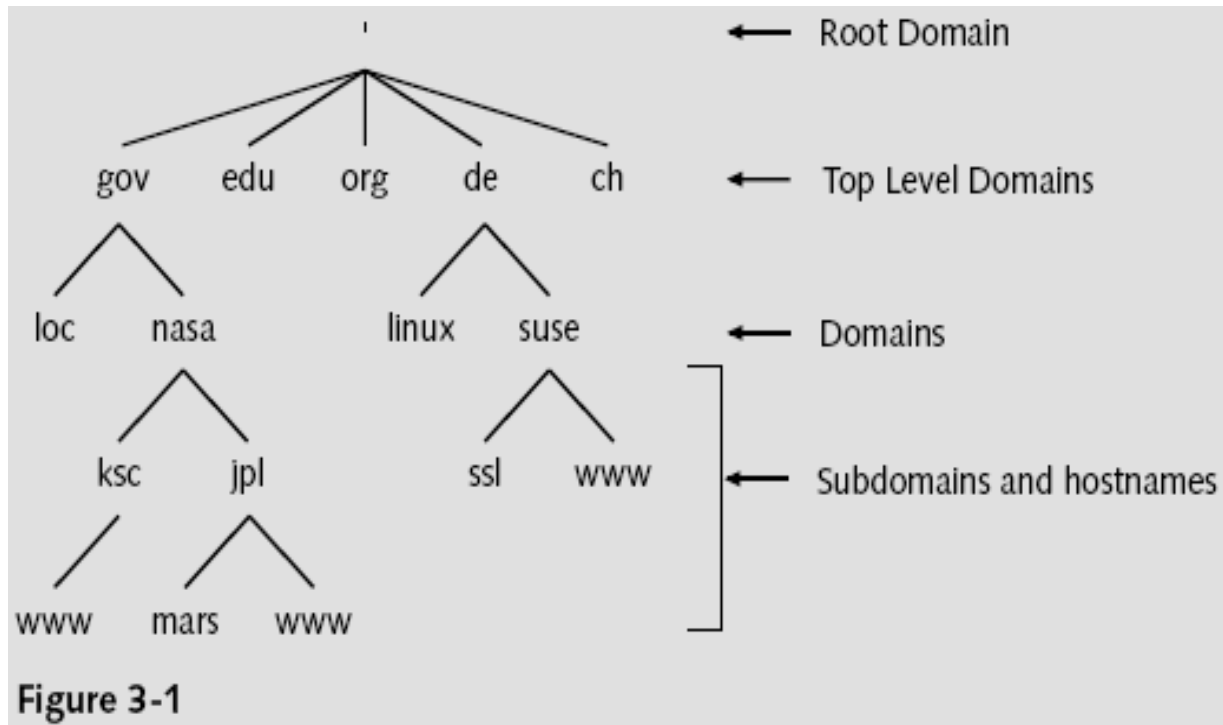 Root Domain
gov edu org de ch Top Level Domains
loc nasa linux suse Domains
ksc jpl ssl www Subdomains and hostnames
www mars www
Figure 3-1